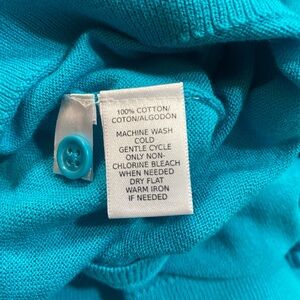 100% COTTON/
COTON/ALGODÓN
MACHINE WASH
COLD
GENTLE CYCLE
ONLY NON-
CHLORINE BLEACH
WHEN NEEDED
DRY FLAT
WARM IRON
IF NEEDED